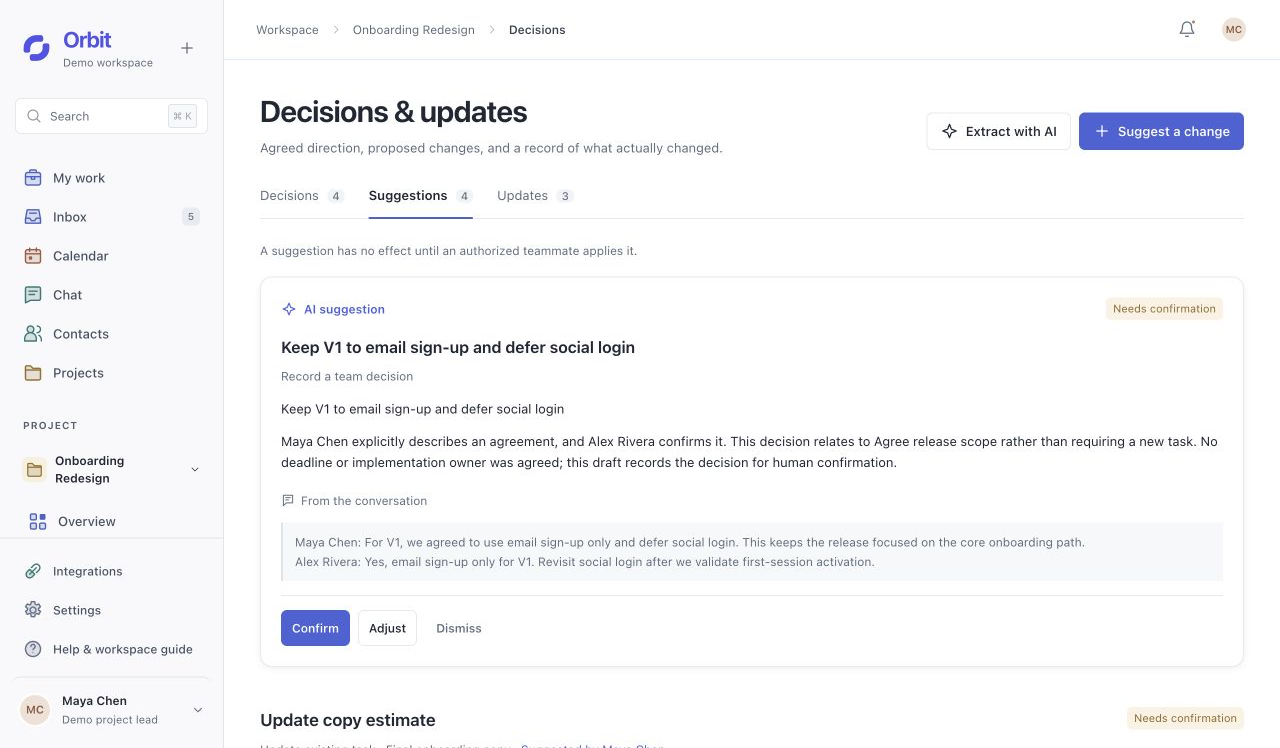 Orbit
Demo workspace
Search
⌘ K
My work
Inbox
5
Calendar
Chat
Contacts
Projects
PROJECT
Onboarding
Redesign
Overview
Integrations
Settings
Help & workspace guide
MC
Maya Chen
Demo project lead
Workspace
Onboarding Redesign
Decisions
MC
Decisions & updates
Agreed direction, proposed changes, and a record of what actually changed.
Extract with AI
Suggest a change
Decisions 4
Suggestions 4
Updates 3
A suggestion has no effect until an authorized teammate applies it.
AI suggestion
Needs confirmation
Keep V1 to email sign-up and defer social login
Record a team decision
Keep V1 to email sign-up and defer social login
Maya Chen explicitly describes an agreement, and Alex Rivera confirms it. This decision relates to Agree release scope rather than requiring a new task. No
deadline or implementation owner was agreed; this draft records the decision for human confirmation.
From the conversation
Maya Chen: For V1, we agreed to use email sign-up only and defer social login. This keeps the release focused on the core onboarding path.
Alex Rivera: Yes, email sign-up only for V1. Revisit social login after we validate first-session activation.
Confirm
Adjust
Dismiss
Update copy estimate
Needs confirmation